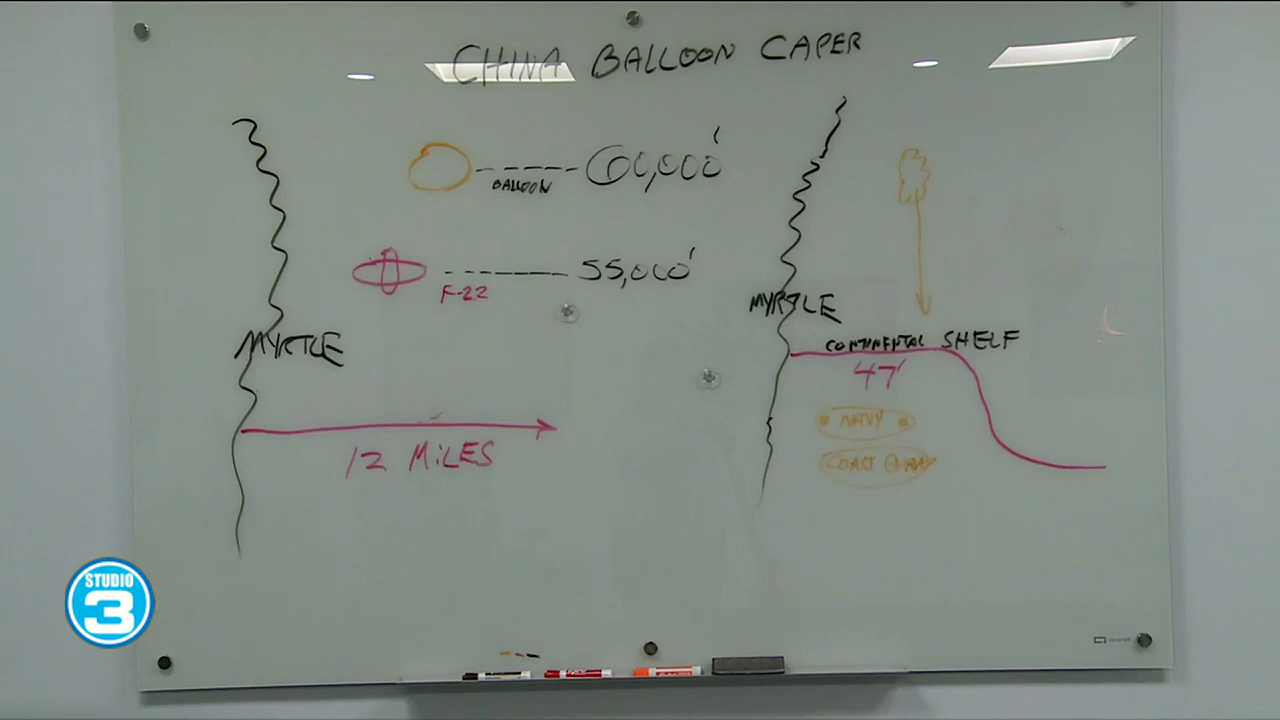 CHINA BALLOON CAPER
BALLOON
60,000'
F-22
55,000'
MYRTLE
12 MiLES
MYRTLE
CONTINENTAL SHELF
47'
NAVY
COAST
STUDIO
3